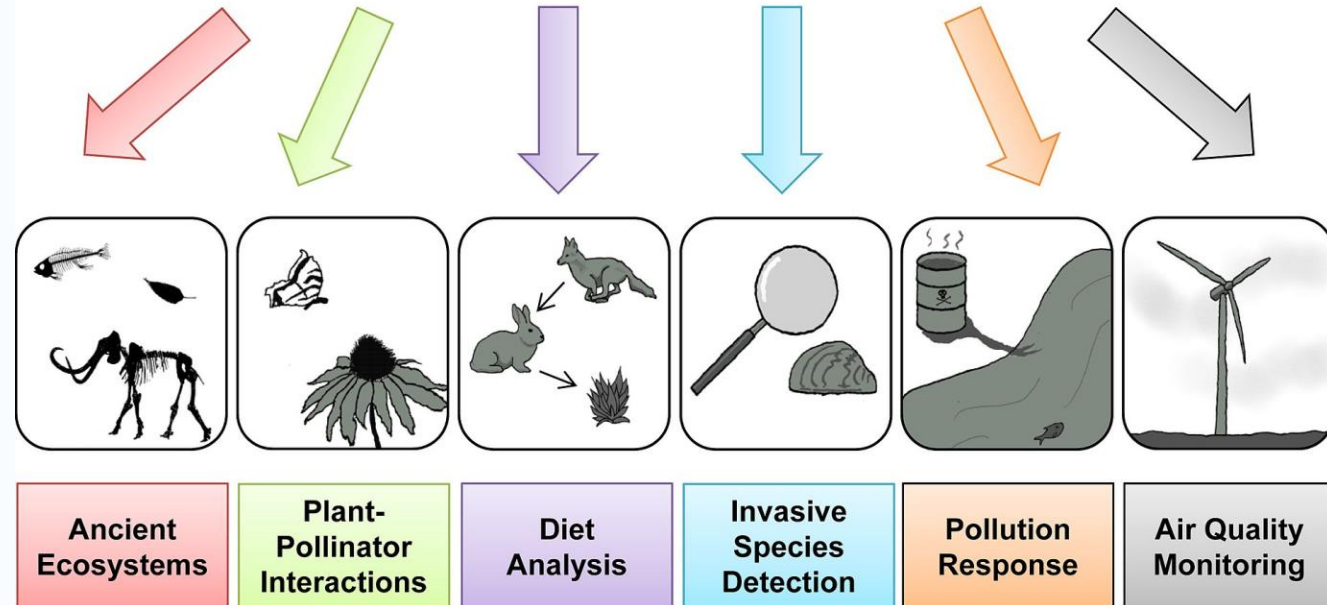 Ancient
Ecosystems
Plant-
Pollinator
Interactions
Diet
Analysis
Invasive
Species
Detection
Pollution
Response
Air Quality
Monitoring